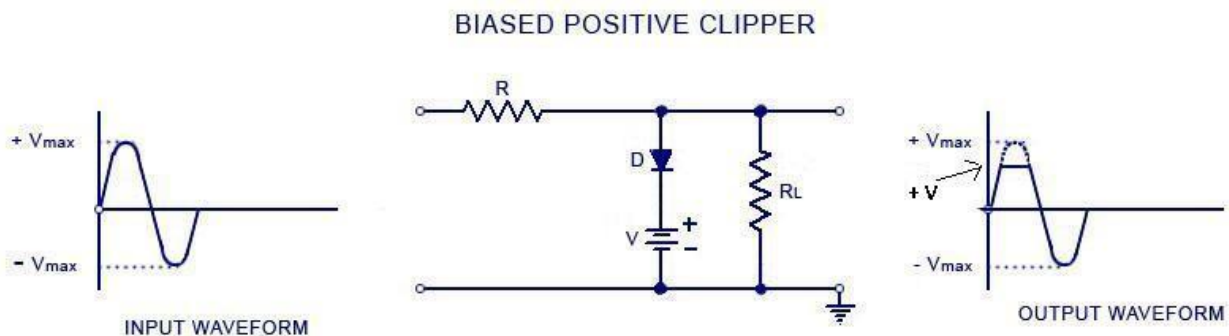 BIASED POSITIVE CLIPPER
+ Vmax
- Vmax
INPUT WAVEFORM
R
D
V
+
-
RL
+ Vmax
+ V
- Vmax
OUTPUT WAVEFORM